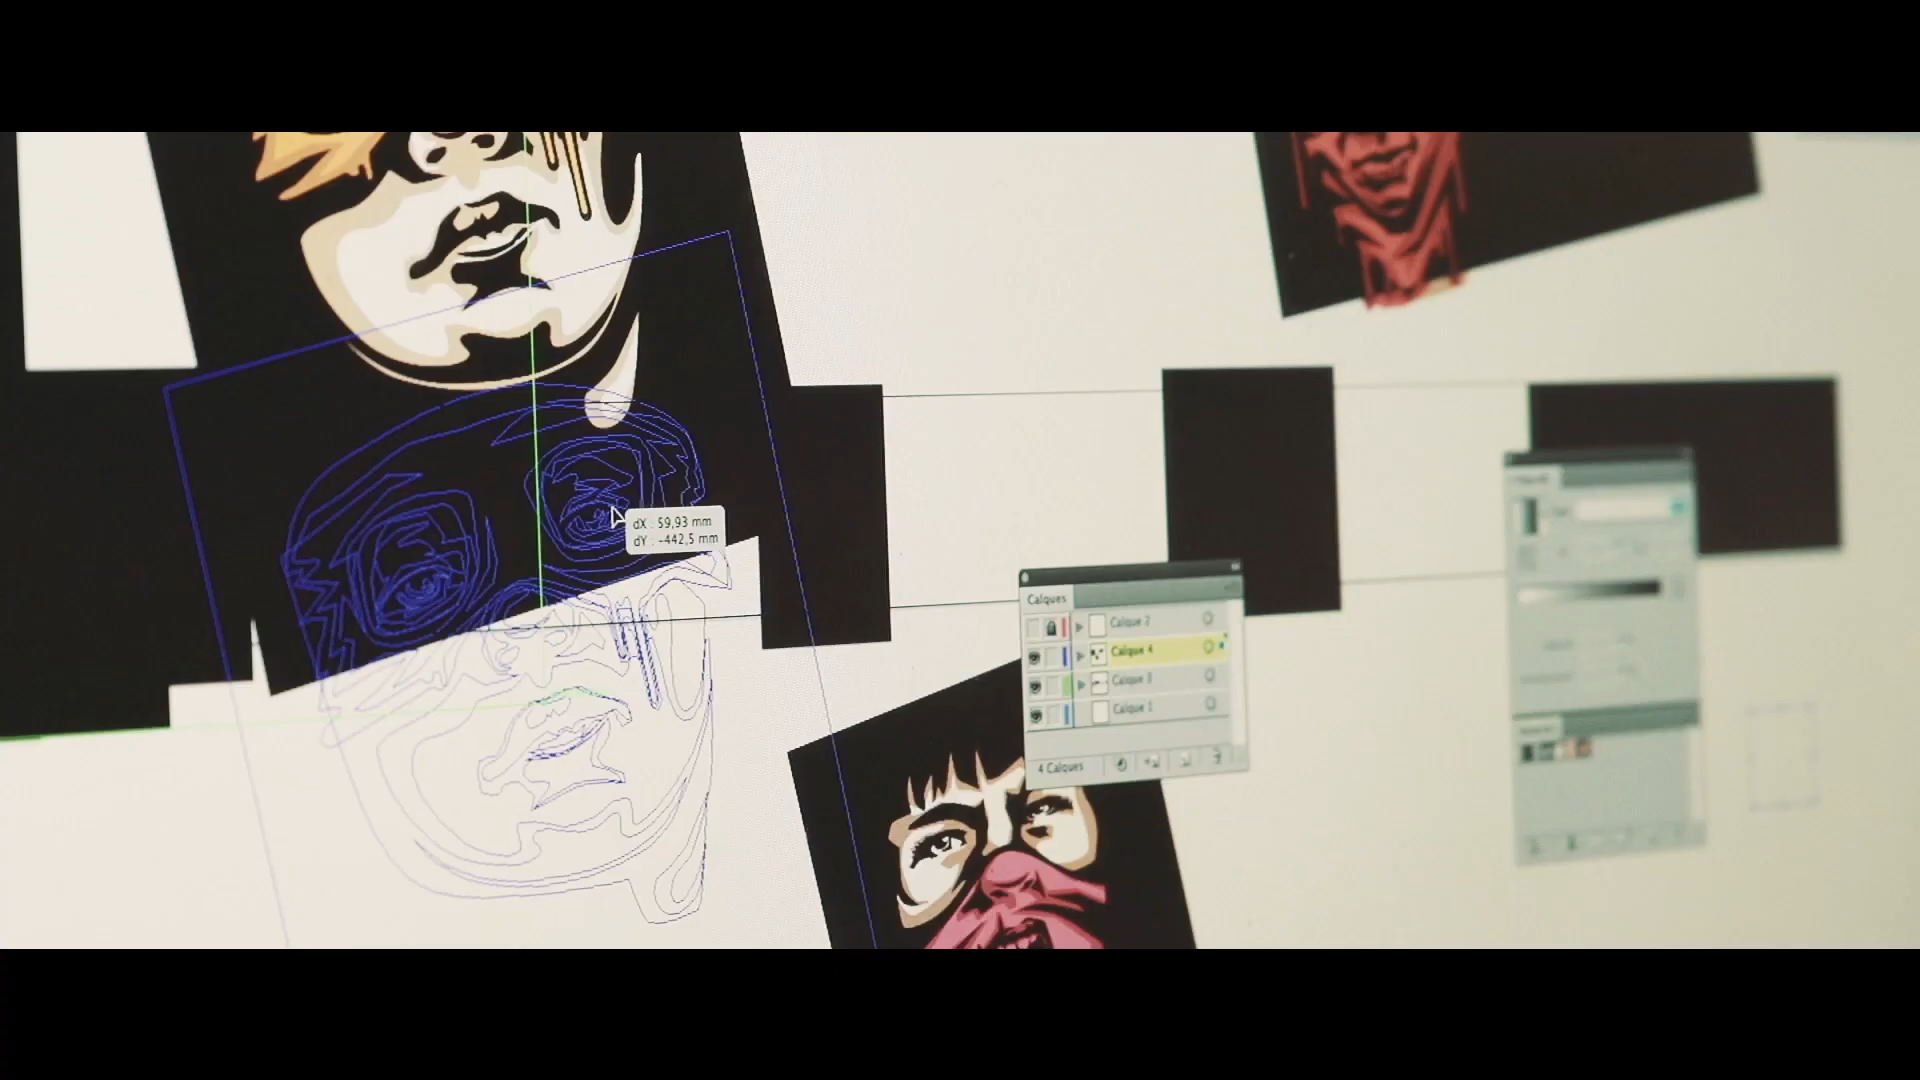 dX : 59,93 mm
dY : -442,5 mm
Calques
Calque 2
Calque 4
Calque 3
Calque 1
4 Calques